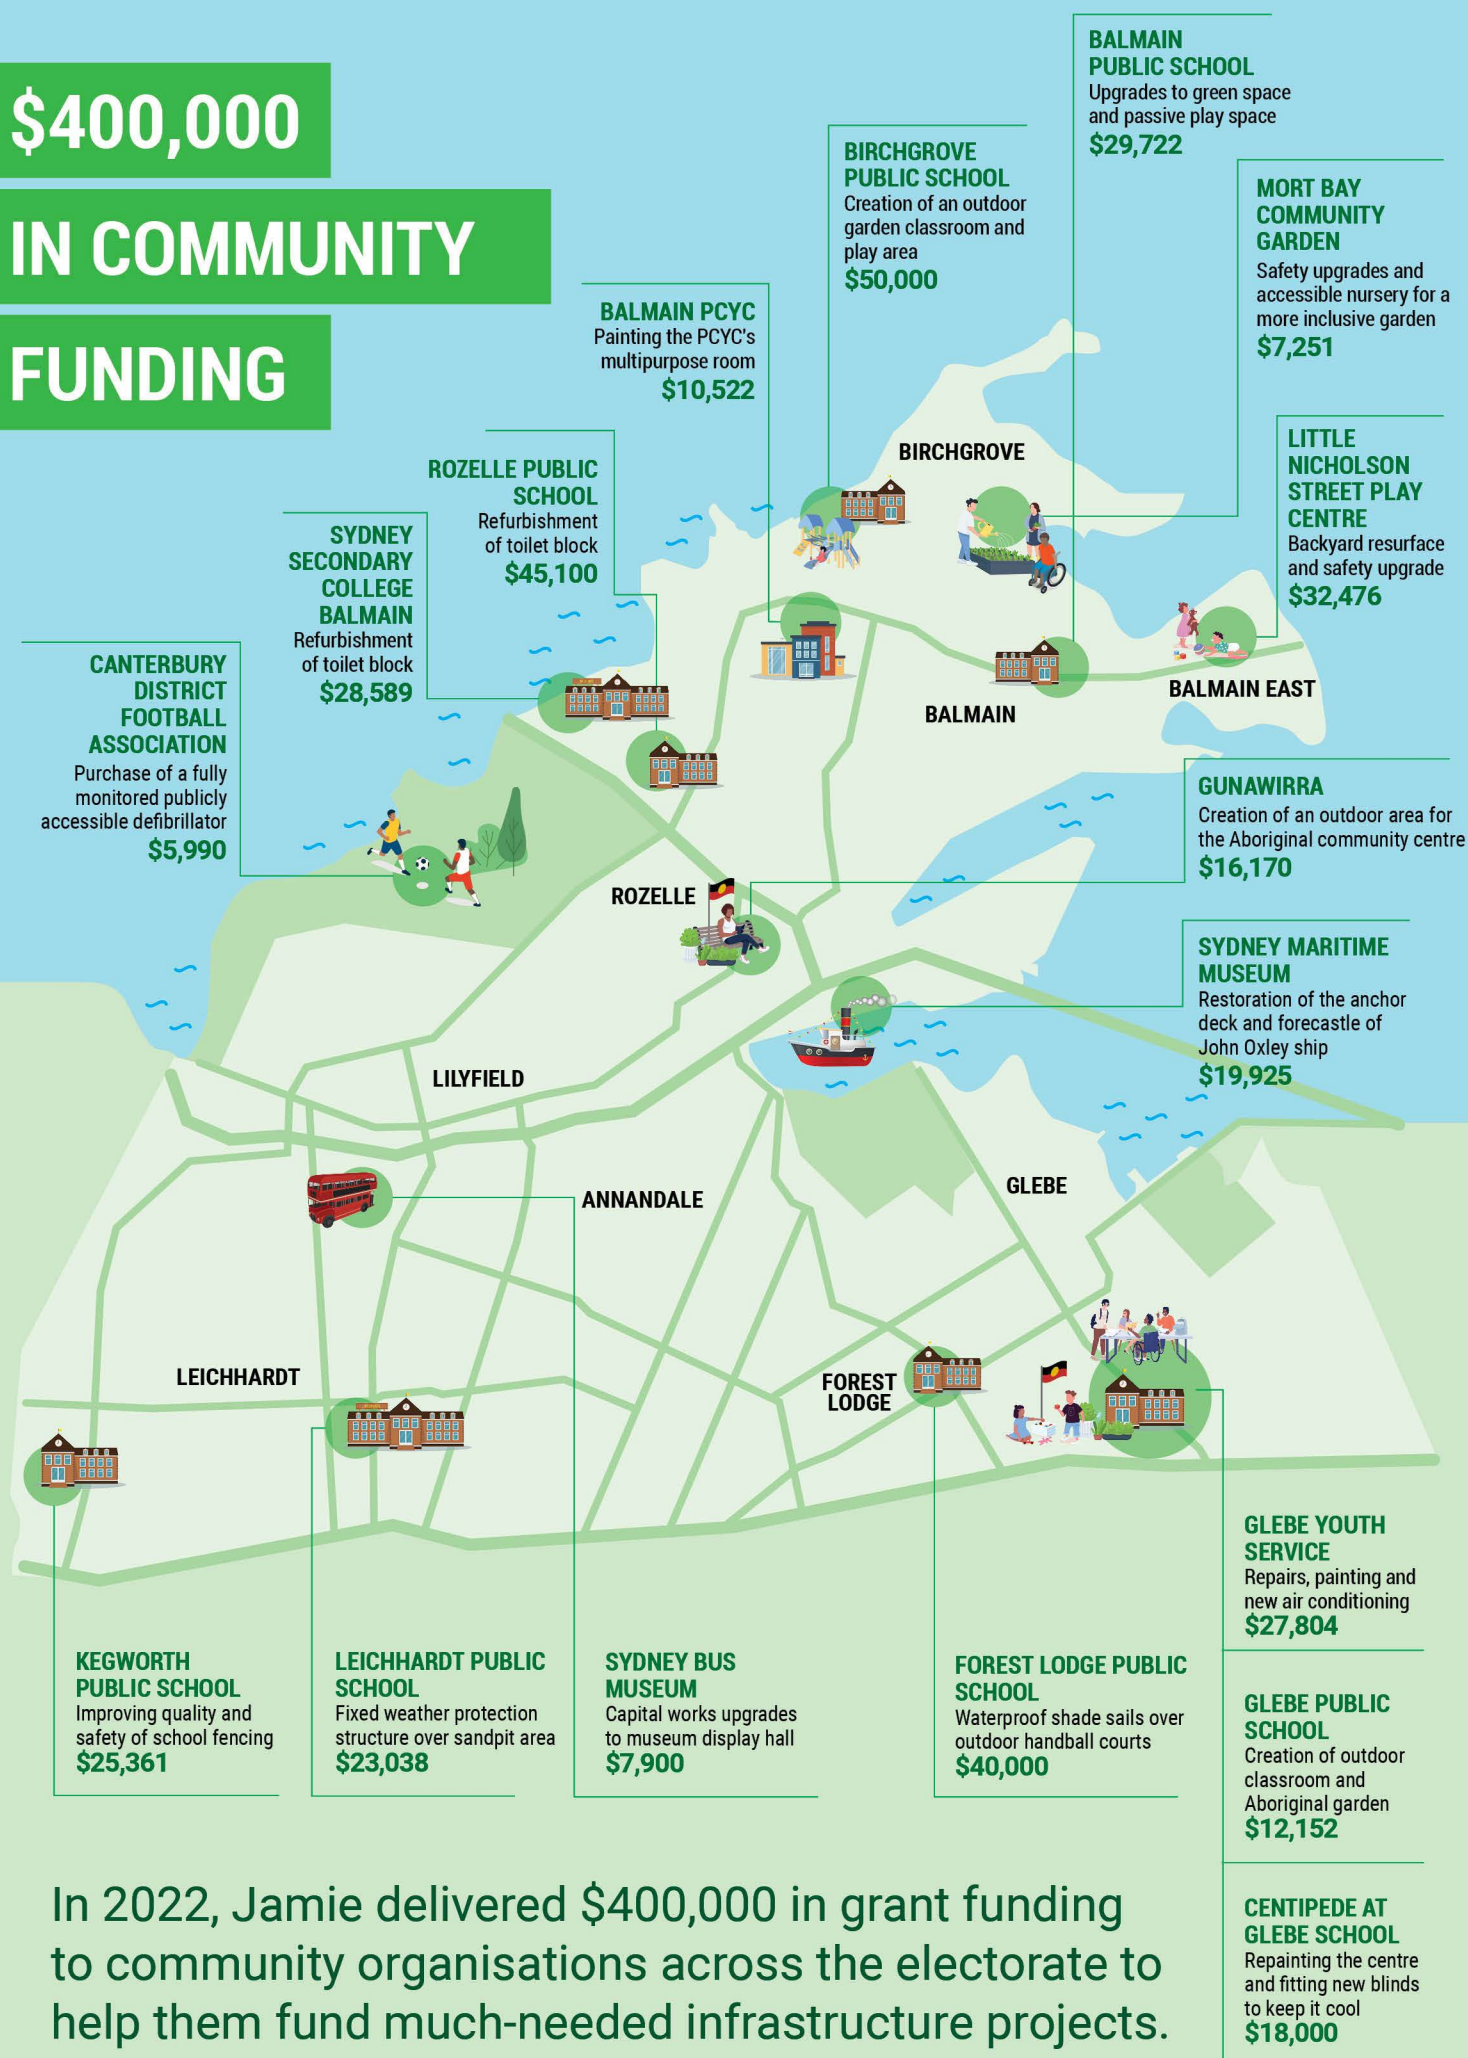 $400,000
IN COMMUNITY
FUNDING
BALMAIN
PUBLIC SCHOOL
Upgrades to green space
and passive play space
$29,722
BIRCHGROVE
PUBLIC SCHOOL
Creation of an outdoor
garden classroom and
play area
$50,000
MORT BAY
COMMUNITY
GARDEN
Safety upgrades and
accessible nursery for a
more inclusive garden
$7,251
BALMAIN PCYC
Painting the PCYC's
multipurpose room
$10,522
LITTLE
NICHOLSON
STREET PLAY
CENTRE
Backyard resurface
and safety upgrade
$32,476
ROZELLE PUBLIC
SCHOOL
Refurbishment
of toilet block
$45,100
SYDNEY
SECONDARY
COLLEGE
BALMAIN
Refurbishment
of toilet block
$28,589
CANTERBURY
DISTRICT
FOOTBALL
ASSOCIATION
Purchase of a fully
monitored publicly
accessible defibrillator
$5,990
BIRCHGROVE
BALMAIN EAST
BALMAIN
GUNAWIRRA
Creation of an outdoor area for
the Aboriginal community centre
$16,170
ROZELLE
SYDNEY MARITIME
MUSEUM
Restoration of the anchor
deck and forecastle of
John Oxley ship
$19,925
LILYFIELD
ANNANDALE
GLEBE
LEICHHARDT
FOREST
LODGE
KEGWORTH
PUBLIC SCHOOL
Improving quality and
safety of school fencing
$25,361
LEICHHARDT PUBLIC
SCHOOL
Fixed weather protection
structure over sandpit area
$23,038
SYDNEY BUS
MUSEUM
Capital works upgrades
to museum display hall
$7,900
FOREST LODGE PUBLIC
SCHOOL
Waterproof shade sails over
outdoor handball courts
$40,000
GLEBE YOUTH
SERVICE
Repairs, painting and
new air conditioning
$27,804
GLEBE PUBLIC
SCHOOL
Creation of outdoor
classroom and
Aboriginal garden
$12,152
CENTIPEDE AT
GLEBE SCHOOL
Repainting the centre
and fitting new blinds
to keep it cool
$18,000
In 2022, Jamie delivered $400,000 in grant funding
to community organisations across the electorate to
help them fund much-needed infrastructure projects.